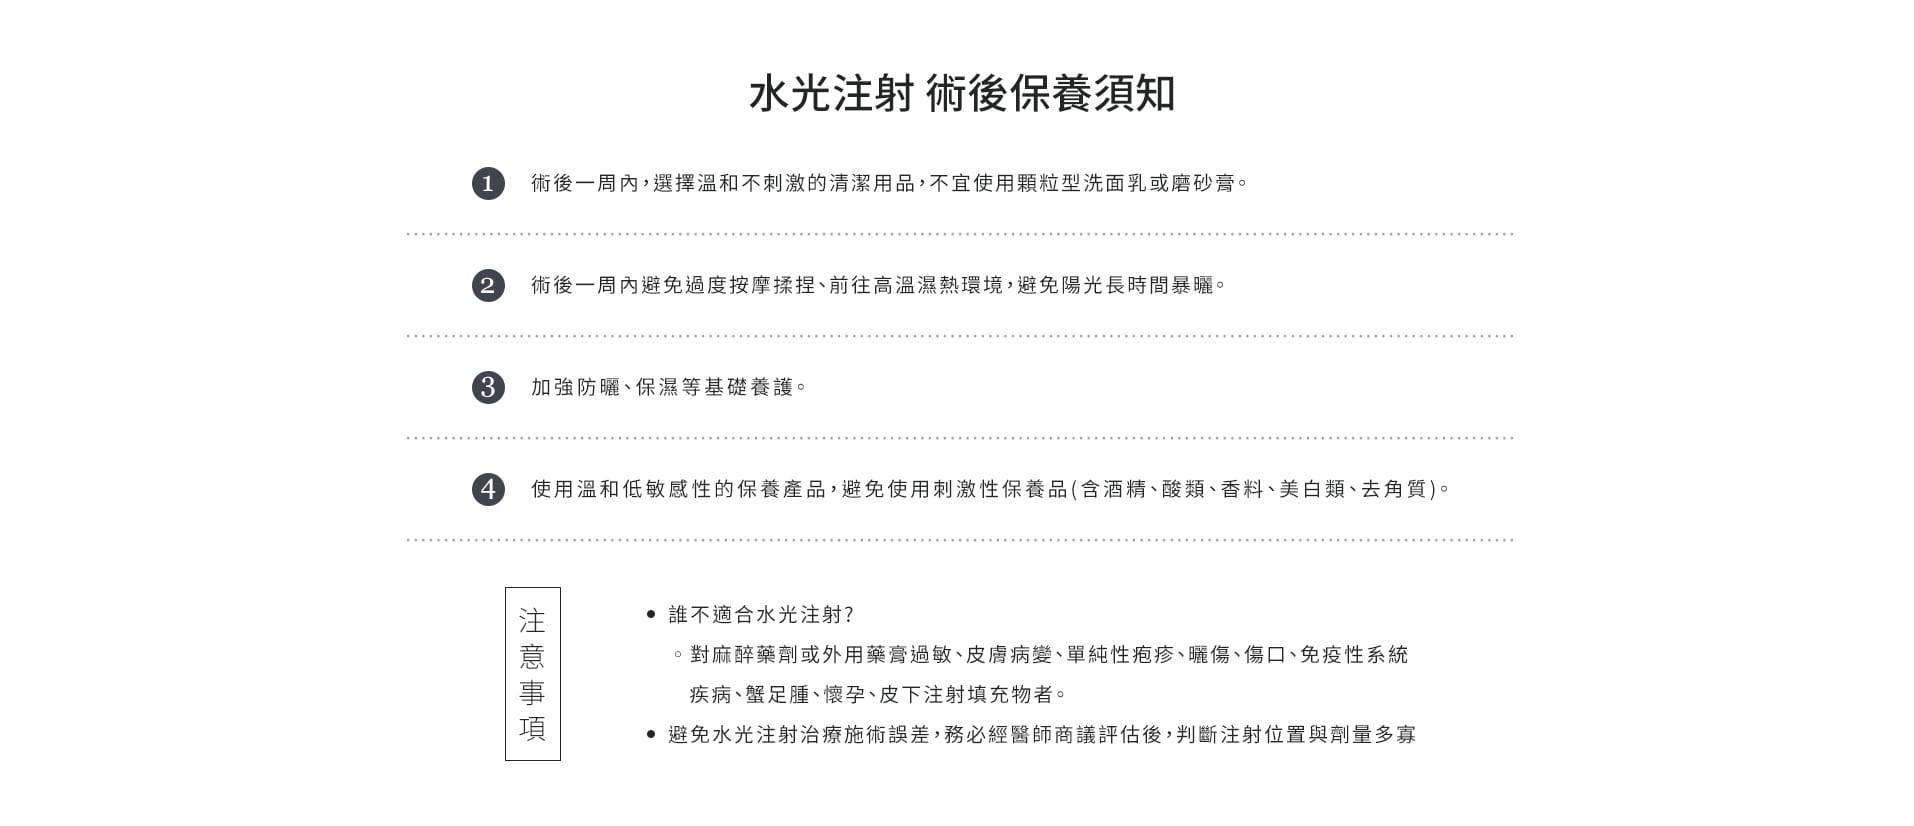 水光注射 術後保養須知
1 術後一周內，選擇溫和不刺激的清潔用品，不宜使用顆粒型洗面乳或磨砂膏。
2 術後一周內避免過度按摩揉捏、前往高溫濕熱環境，避免陽光長時間暴曬。
3 加強防曬、保濕等基礎養護。
4 使用溫和低敏感性的保養產品，避免使用刺激性保養品(含酒精、酸類、香料、美白類、去角質)。
注意事項
• 誰不適合水光注射?
。對麻醉藥劑或外用藥膏過敏、皮膚病變、單純性疱疹、曬傷、傷口、免疫性系統
疾病、蟹足腫、懷孕、皮下注射填充物者。
• 避免水光注射治療施術誤差，務必經醫師商議評估後，判斷注射位置與劑量多寡